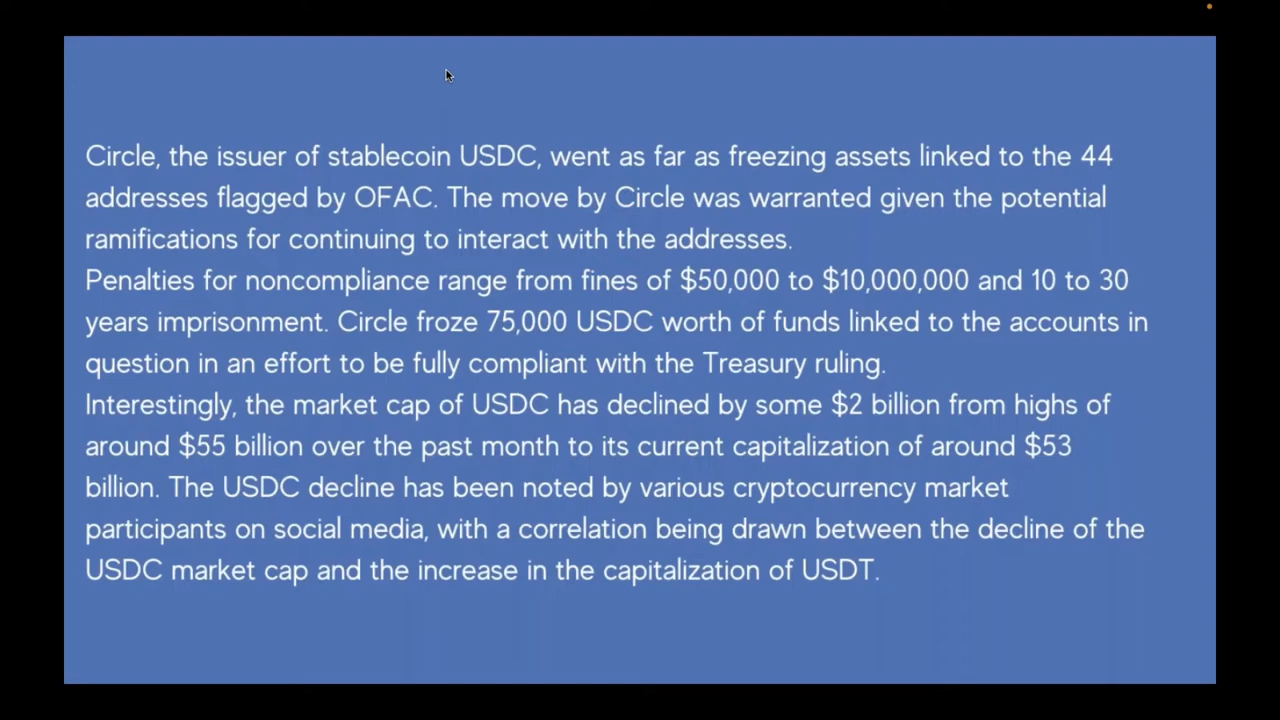 Circle, the issuer of stablecoin USDC, went as far as freezing assets linked to the 44
addresses flagged by OFAC. The move by Circle was warranted given the potential
ramifications for continuing to interact with the addresses.
Penalties for noncompliance range from fines of $50,000 to $10,000,000 and 10 to 30
years imprisonment. Circle froze 75,000 USDC worth of funds linked to the accounts in
question in an effort to be fully compliant with the Treasury ruling.
Interestingly, the market cap of USDC has declined by some $2 billion from highs of
around $55 billion over the past month to its current capitalization of around $53
billion. The USDC decline has been noted by various cryptocurrency market
participants on social media, with a correlation being drawn between the decline of the
USDC market cap and the increase in the capitalization of USDT.